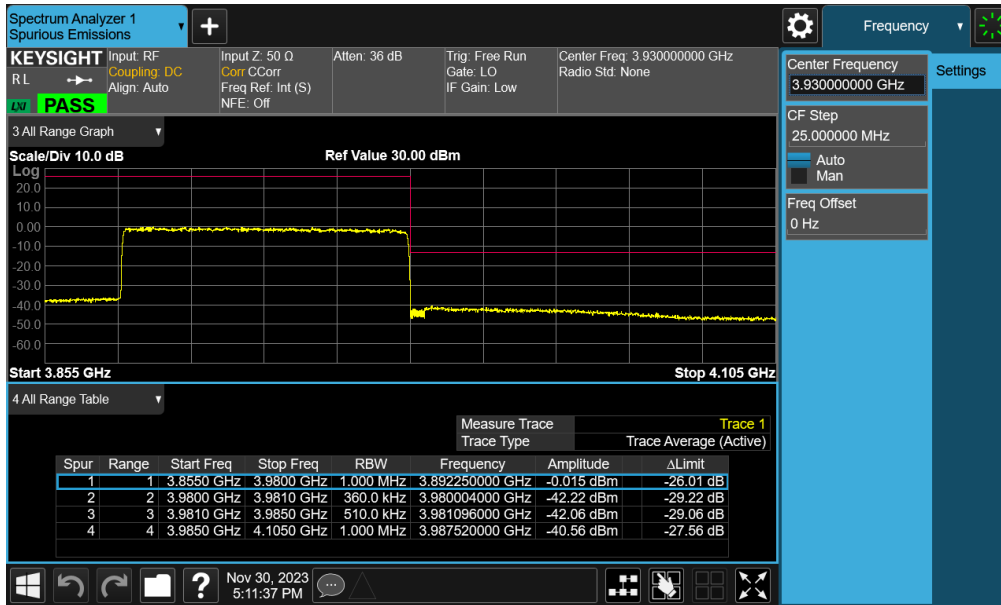 Spectrum Analyzer 1
Spurious Emissions
+
Frequency
KEYSIGHT Input: RF Input Z: 50 Ω Atten: 36 dB Trig: Free Run Center Freq: 3.930000000 GHz
R L Coupling: DC Corr CCorr Gate: LO Radio Std: None
Align: Auto Freq Ref: Int (S) IF Gain: Low
LXI PASS NFE: Off
Center Frequency
3.930000000 GHz
Settings
CF Step
25.000000 MHz
Auto
Man
Freq Offset
0 Hz
3 All Range Graph
Scale/Div 10.0 dB Ref Value 30.00 dBm
Log
20.0
10.0
0.00
-10.0
-20.0
-30.0
-40.0
-50.0
-60.0
Start 3.855 GHz Stop 4.105 GHz
4 All Range Table
Measure Trace Trace 1
Trace Type Trace Average (Active)
Spur Range Start Freq Stop Freq RBW Frequency Amplitude ΔLimit
1 1 3.8550 GHz 3.9800 GHz 1.000 MHz 3.892250000 GHz -0.015 dBm -26.01 dB
2 2 3.9800 GHz 3.9810 GHz 360.0 kHz 3.980004000 GHz -42.22 dBm -29.22 dB
3 3 3.9810 GHz 3.9850 GHz 510.0 kHz 3.981096000 GHz -42.06 dBm -29.06 dB
4 4 3.9850 GHz 4.1050 GHz 1.000 MHz 3.987520000 GHz -40.56 dBm -27.56 dB
?
Nov 30, 2023
5:11:37 PM